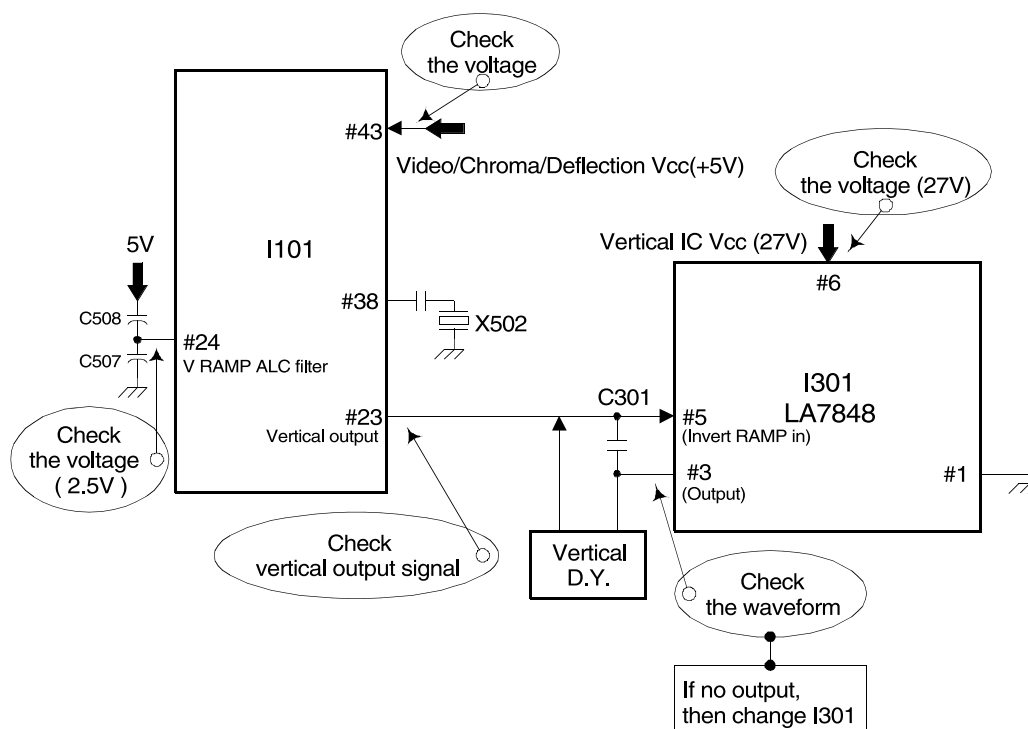 Check
the voltage
#43
Video/Chroma/Deflection Vcc(+5V)
Check
the voltage (27V)
5V
I101
Vertical IC Vcc (27V)
#6
C508
#38
X502
#24
C507
V RAMP ALC filter
I301
LA7848
C301
#23
Vertical output
#5
(Invert RAMP in)
Check
the voltage
( 2.5V )
#3
(Output)
#1
Check
vertical output signal
Vertical
D.Y.
Check
the waveform
If no output,
then change I301